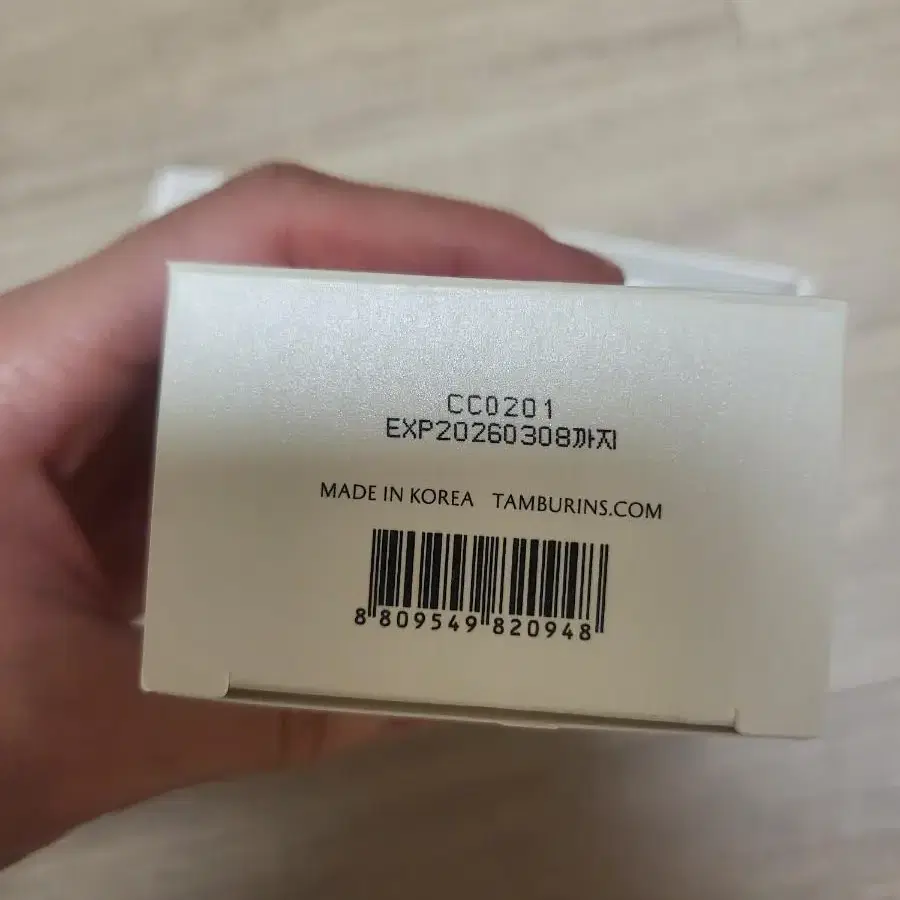 CC0201
EXP20260308까지
MADE IN KOREA TAMBURINS.COM
8 809549 820948